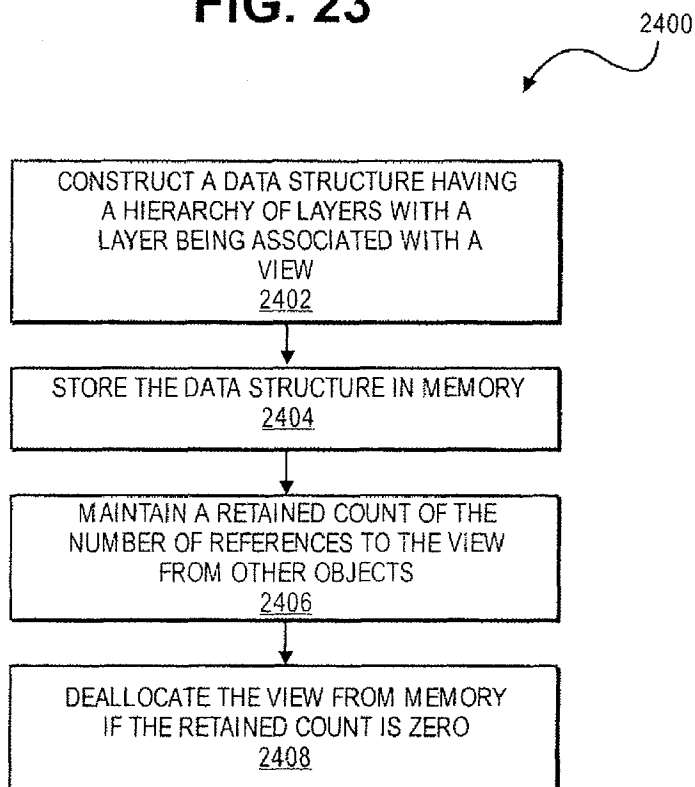 FIG. 23
2400
CONSTRUCT A DATA STRUCTURE HAVING
A HIERARCHY OF LAYERS WITH A
LAYER BEING ASSOCIATED WITH A
VIEW
2402
STORE THE DATA STRUCTURE IN MEMORY
2404
MAINTAIN A RETAINED COUNT OF THE
NUMBER OF REFERENCES TO THE VIEW
FROM OTHER OBJECTS
2406
DEALLOCATE THE VIEW FROM MEMORY
IF THE RETAINED COUNT IS ZERO
2408